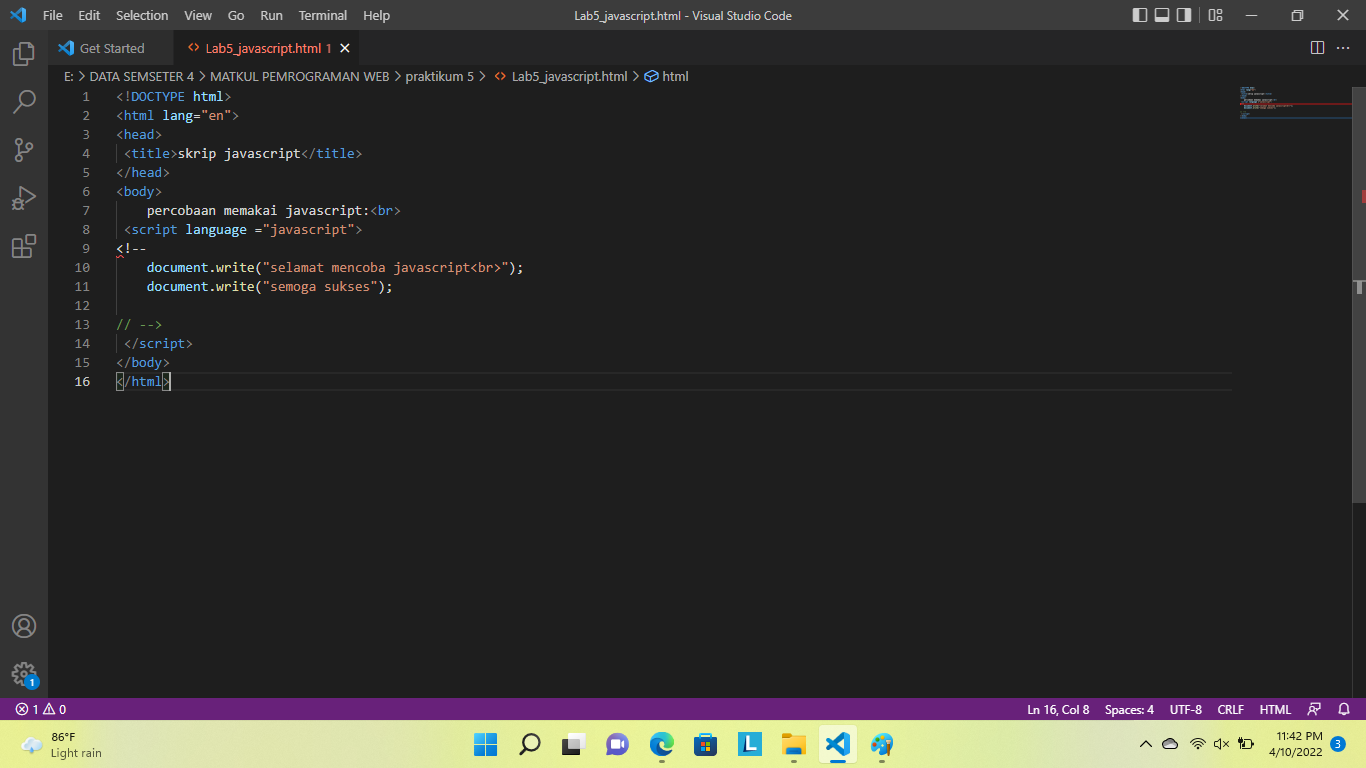 File Edit Selection View Go Run Terminal Help Lab5_javascript.html - Visual Studio Code
Get Started Lab5_javascript.html 1
E: > DATA SEMSETER 4 > MATKUL PEMROGRAMAN WEB > praktikum 5 > Lab5_javascript.html > html
1 <!DOCTYPE html>
2 <html lang="en">
3 <head>
4 <title>skrip javascript</title>
5 </head>
6 <body>
7 percobaan memakai javascript:<br>
8 <script language ="javascript">
9 <!--
10 document.write("selamat mencoba javascript<br>");
11 document.write("semoga sukses");
12
13 // -->
14 </script>
15 </body>
16 </html>
1
1 0 Ln 16, Col 8 Spaces: 4 UTF-8 CRLF HTML
86°F
Light rain
L
11:42 PM
4/10/2022
3